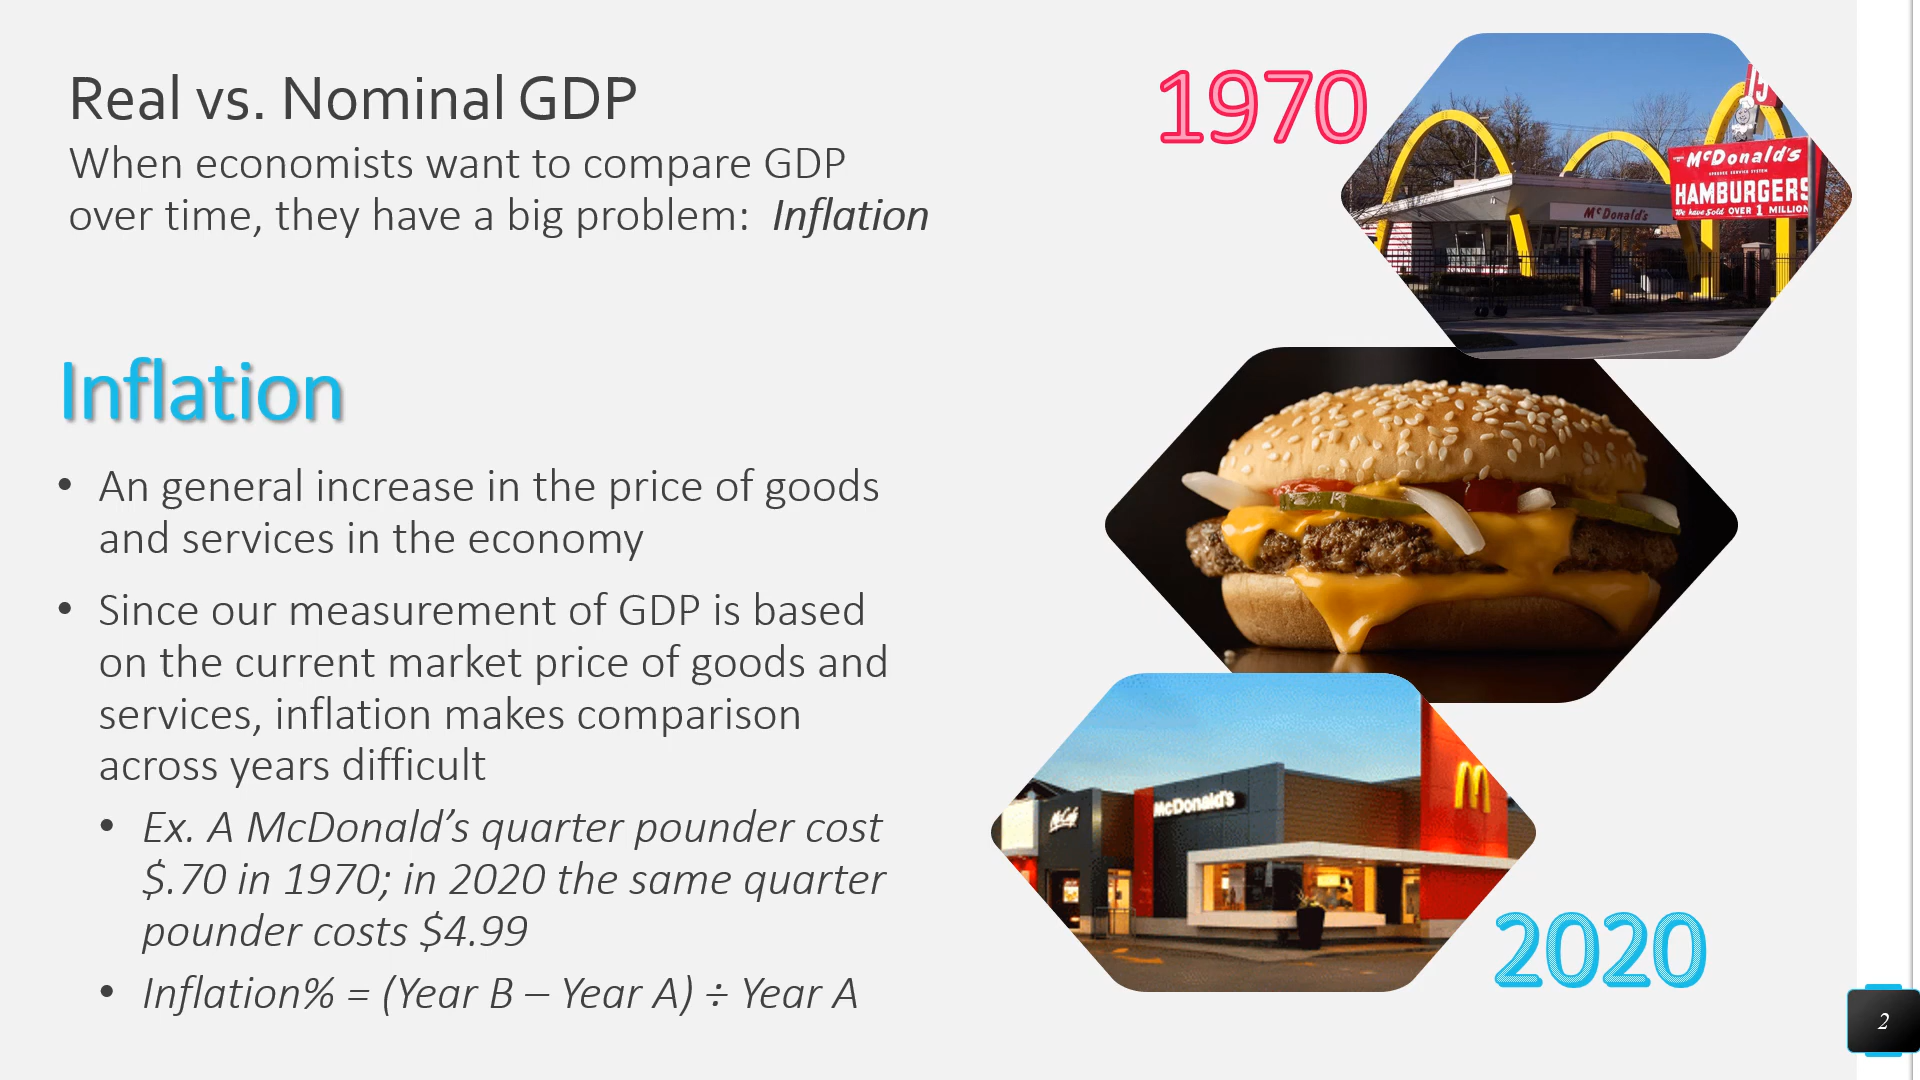 Real vs. Nominal GDP
When economists want to compare GDP
over time, they have a big problem: Inflation
1970
McDonald's
HAMBURGERS
We have Sold OVER 1 MILLION
McDonald's
Inflation
• An general increase in the price of goods
and services in the economy
• Since our measurement of GDP is based
on the current market price of goods and
services, inflation makes comparison
across years difficult
• Ex. A McDonald’s quarter pounder cost
$.70 in 1970; in 2020 the same quarter
pounder costs $4.99
• Inflation% = (Year B – Year A) ÷ Year A
McCafé
McDonald's
M
2020
2